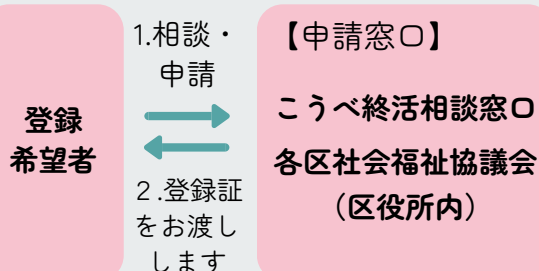 登録
希望者
1.相談・
申請
２.登録証
をお渡し
します
【申請窓口】
こうべ終活相談窓口
各区社会福祉協議会
（区役所内）